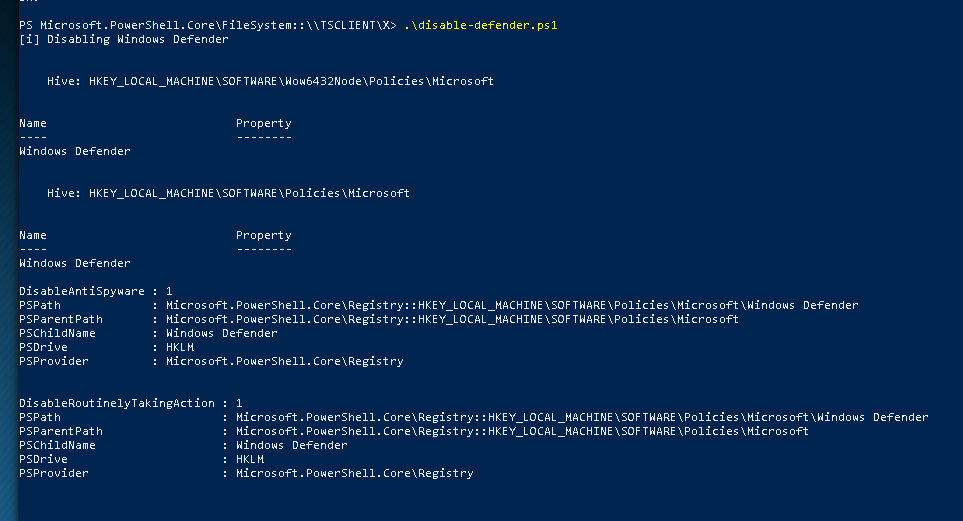 PS Microsoft.PowerShell.Core\FileSystem::\\TSCLIENT\X> .\disable-defender.ps1
[i] Disabling Windows Defender
Hive: HKEY_LOCAL_MACHINE\SOFTWARE\Wow6432Node\Policies\Microsoft
Name Property
---- --------
Windows Defender
Hive: HKEY_LOCAL_MACHINE\SOFTWARE\Policies\Microsoft
Name Property
---- --------
Windows Defender
DisableAntiSpyware : 1
PSPath : Microsoft.PowerShell.Core\Registry::HKEY_LOCAL_MACHINE\SOFTWARE\Policies\Microsoft\Windows Defender
PSParentPath : Microsoft.PowerShell.Core\Registry::HKEY_LOCAL_MACHINE\SOFTWARE\Policies\Microsoft
PSChildName : Windows Defender
PSDrive : HKLM
PSProvider : Microsoft.PowerShell.Core\Registry
DisableRoutinelyTakingAction : 1
PSPath : Microsoft.PowerShell.Core\Registry::HKEY_LOCAL_MACHINE\SOFTWARE\Policies\Microsoft\Windows Defender
PSParentPath : Microsoft.PowerShell.Core\Registry::HKEY_LOCAL_MACHINE\SOFTWARE\Policies\Microsoft
PSChildName : Windows Defender
PSDrive : HKLM
PSProvider : Microsoft.PowerShell.Core\Registry